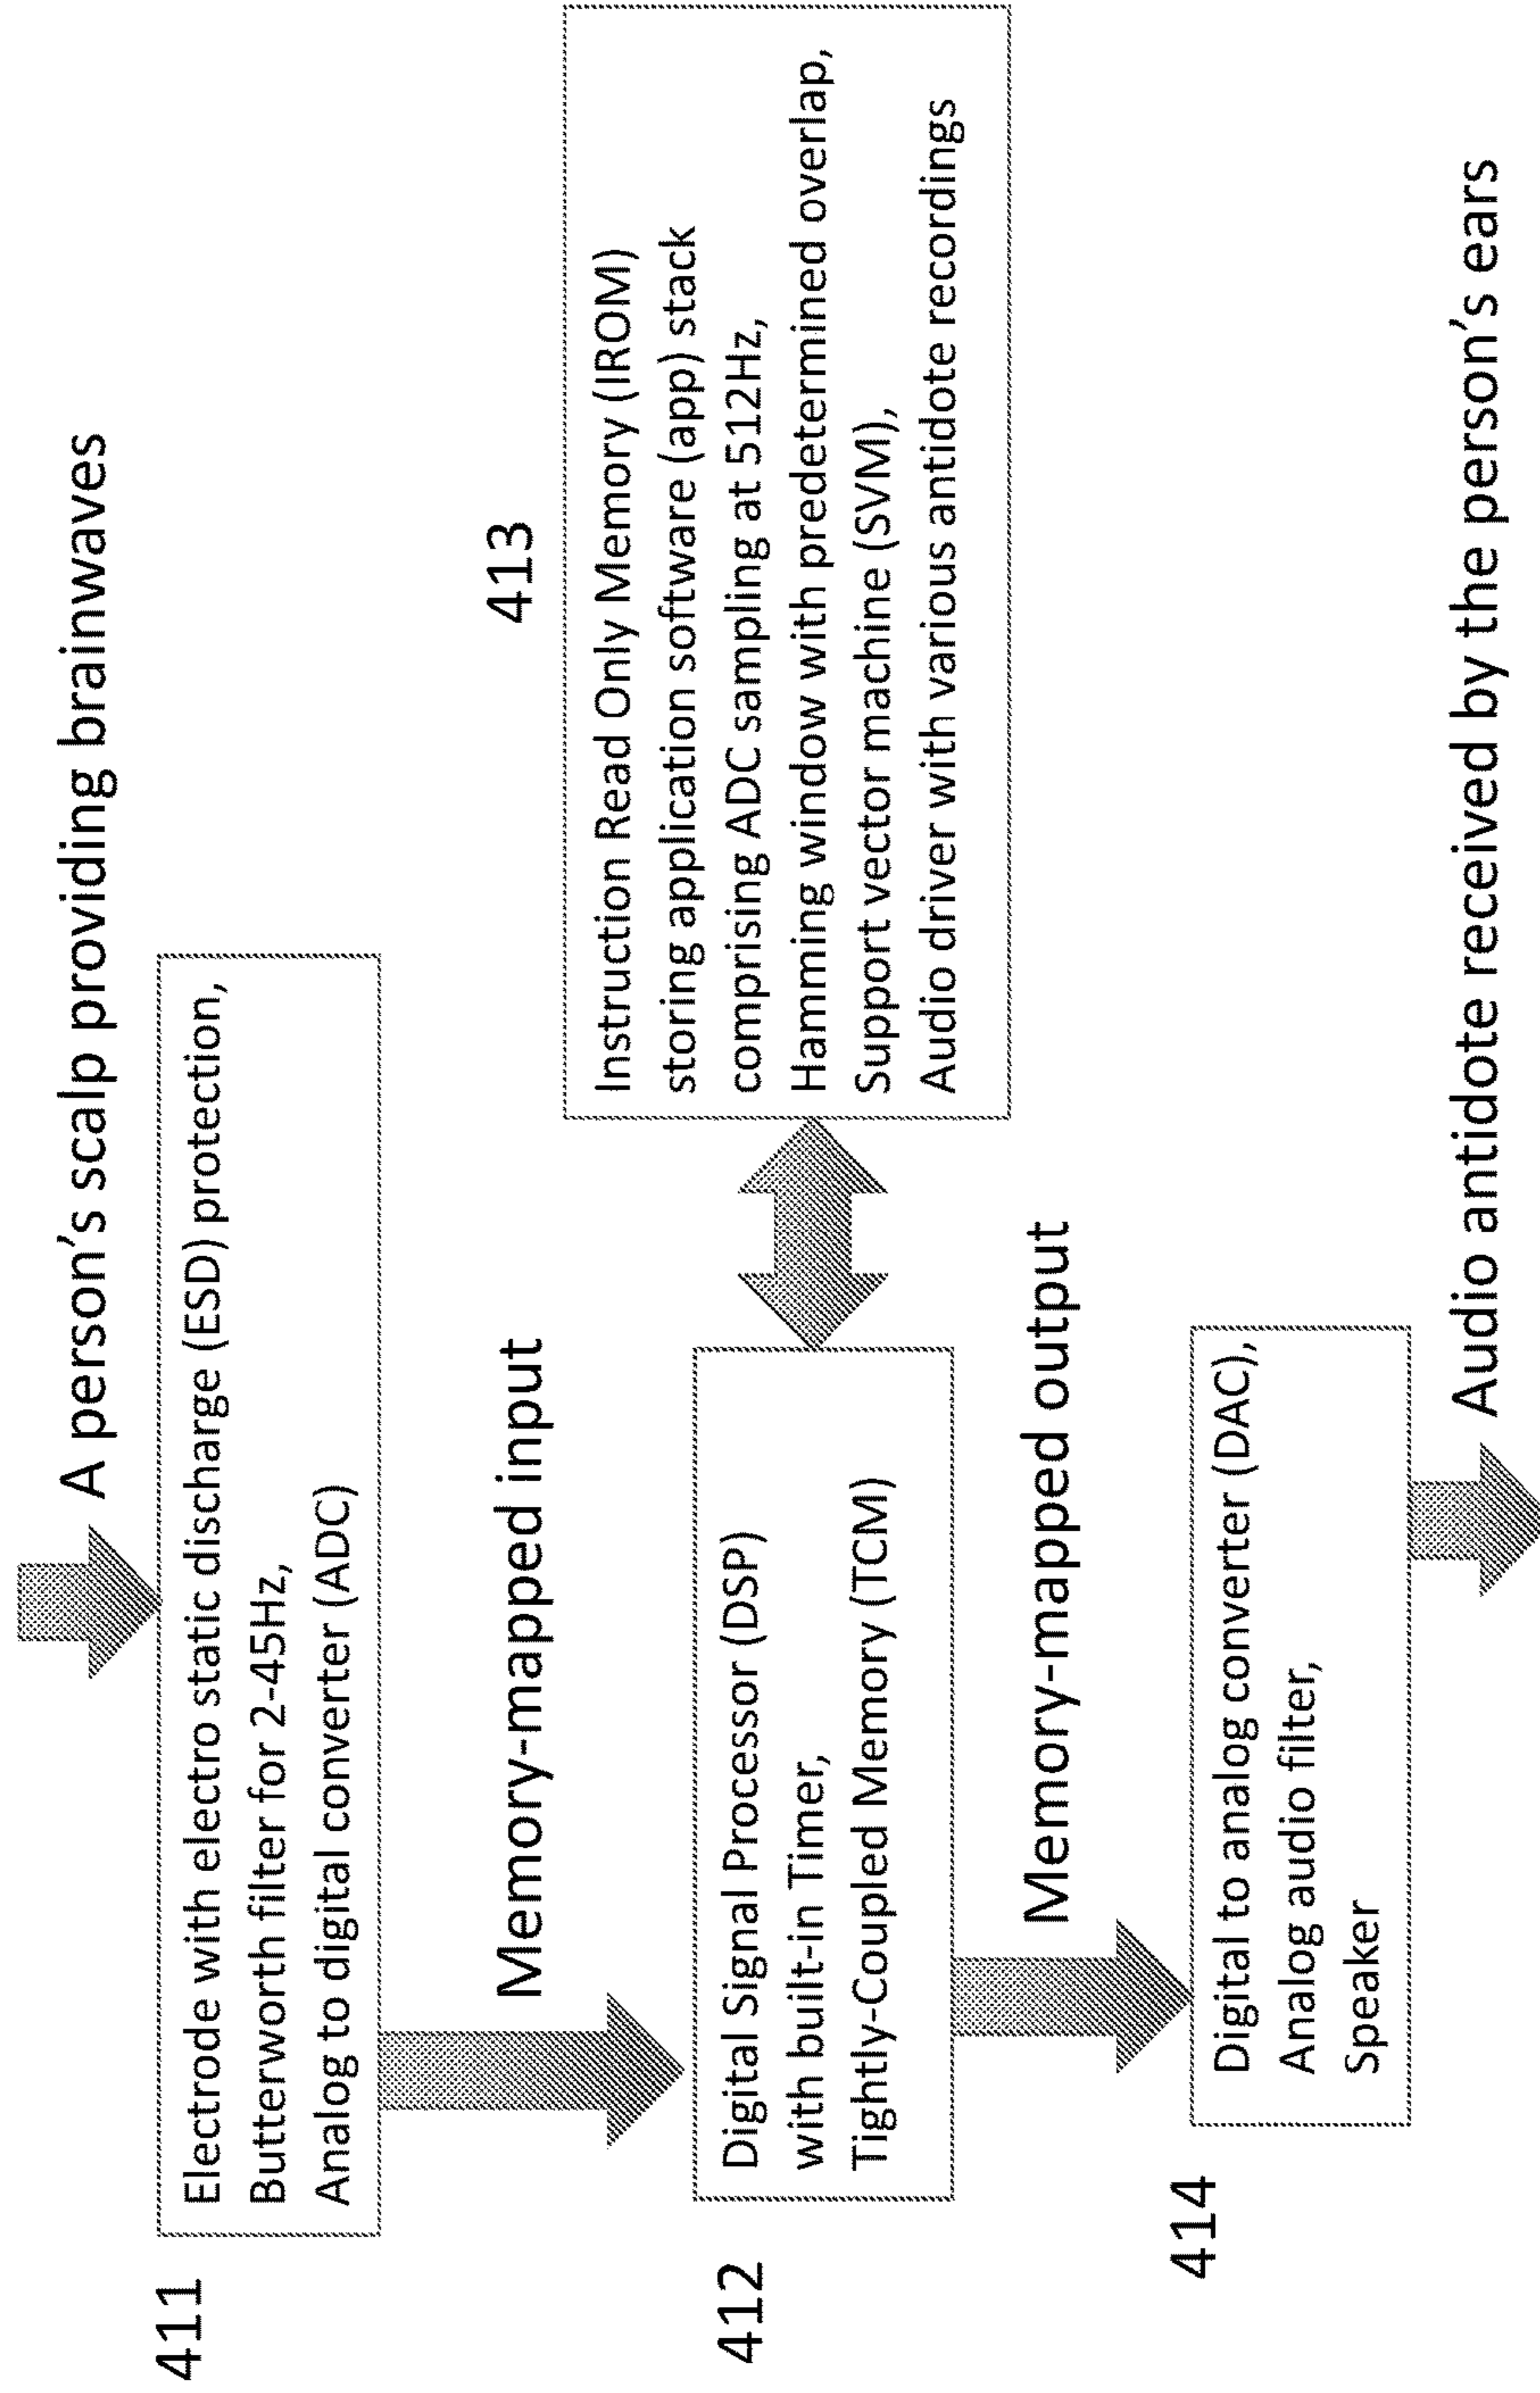 A person's scalp providing brainwaves
411
Electrode with electro static discharge (ESD) protection,
Butterworth filter for 2-45Hz,
Analog to digital converter (ADC)
Memory-mapped input
413
412
Digital Signal Processor (DSP)
with built-in Timer,
Tightly-Coupled Memory (TCM)
Instruction Read Only Memory (IROM)
storing application software (app) stack
comprising ADC sampling at 512Hz,
Hamming window with predetermined overlap,
Support vector machine (SVM),
Audio driver with various antidote recordings
Memory-mapped output
414
Digital to analog converter (DAC),
Analog audio filter,
Speaker
Audio antidote received by the person's ears